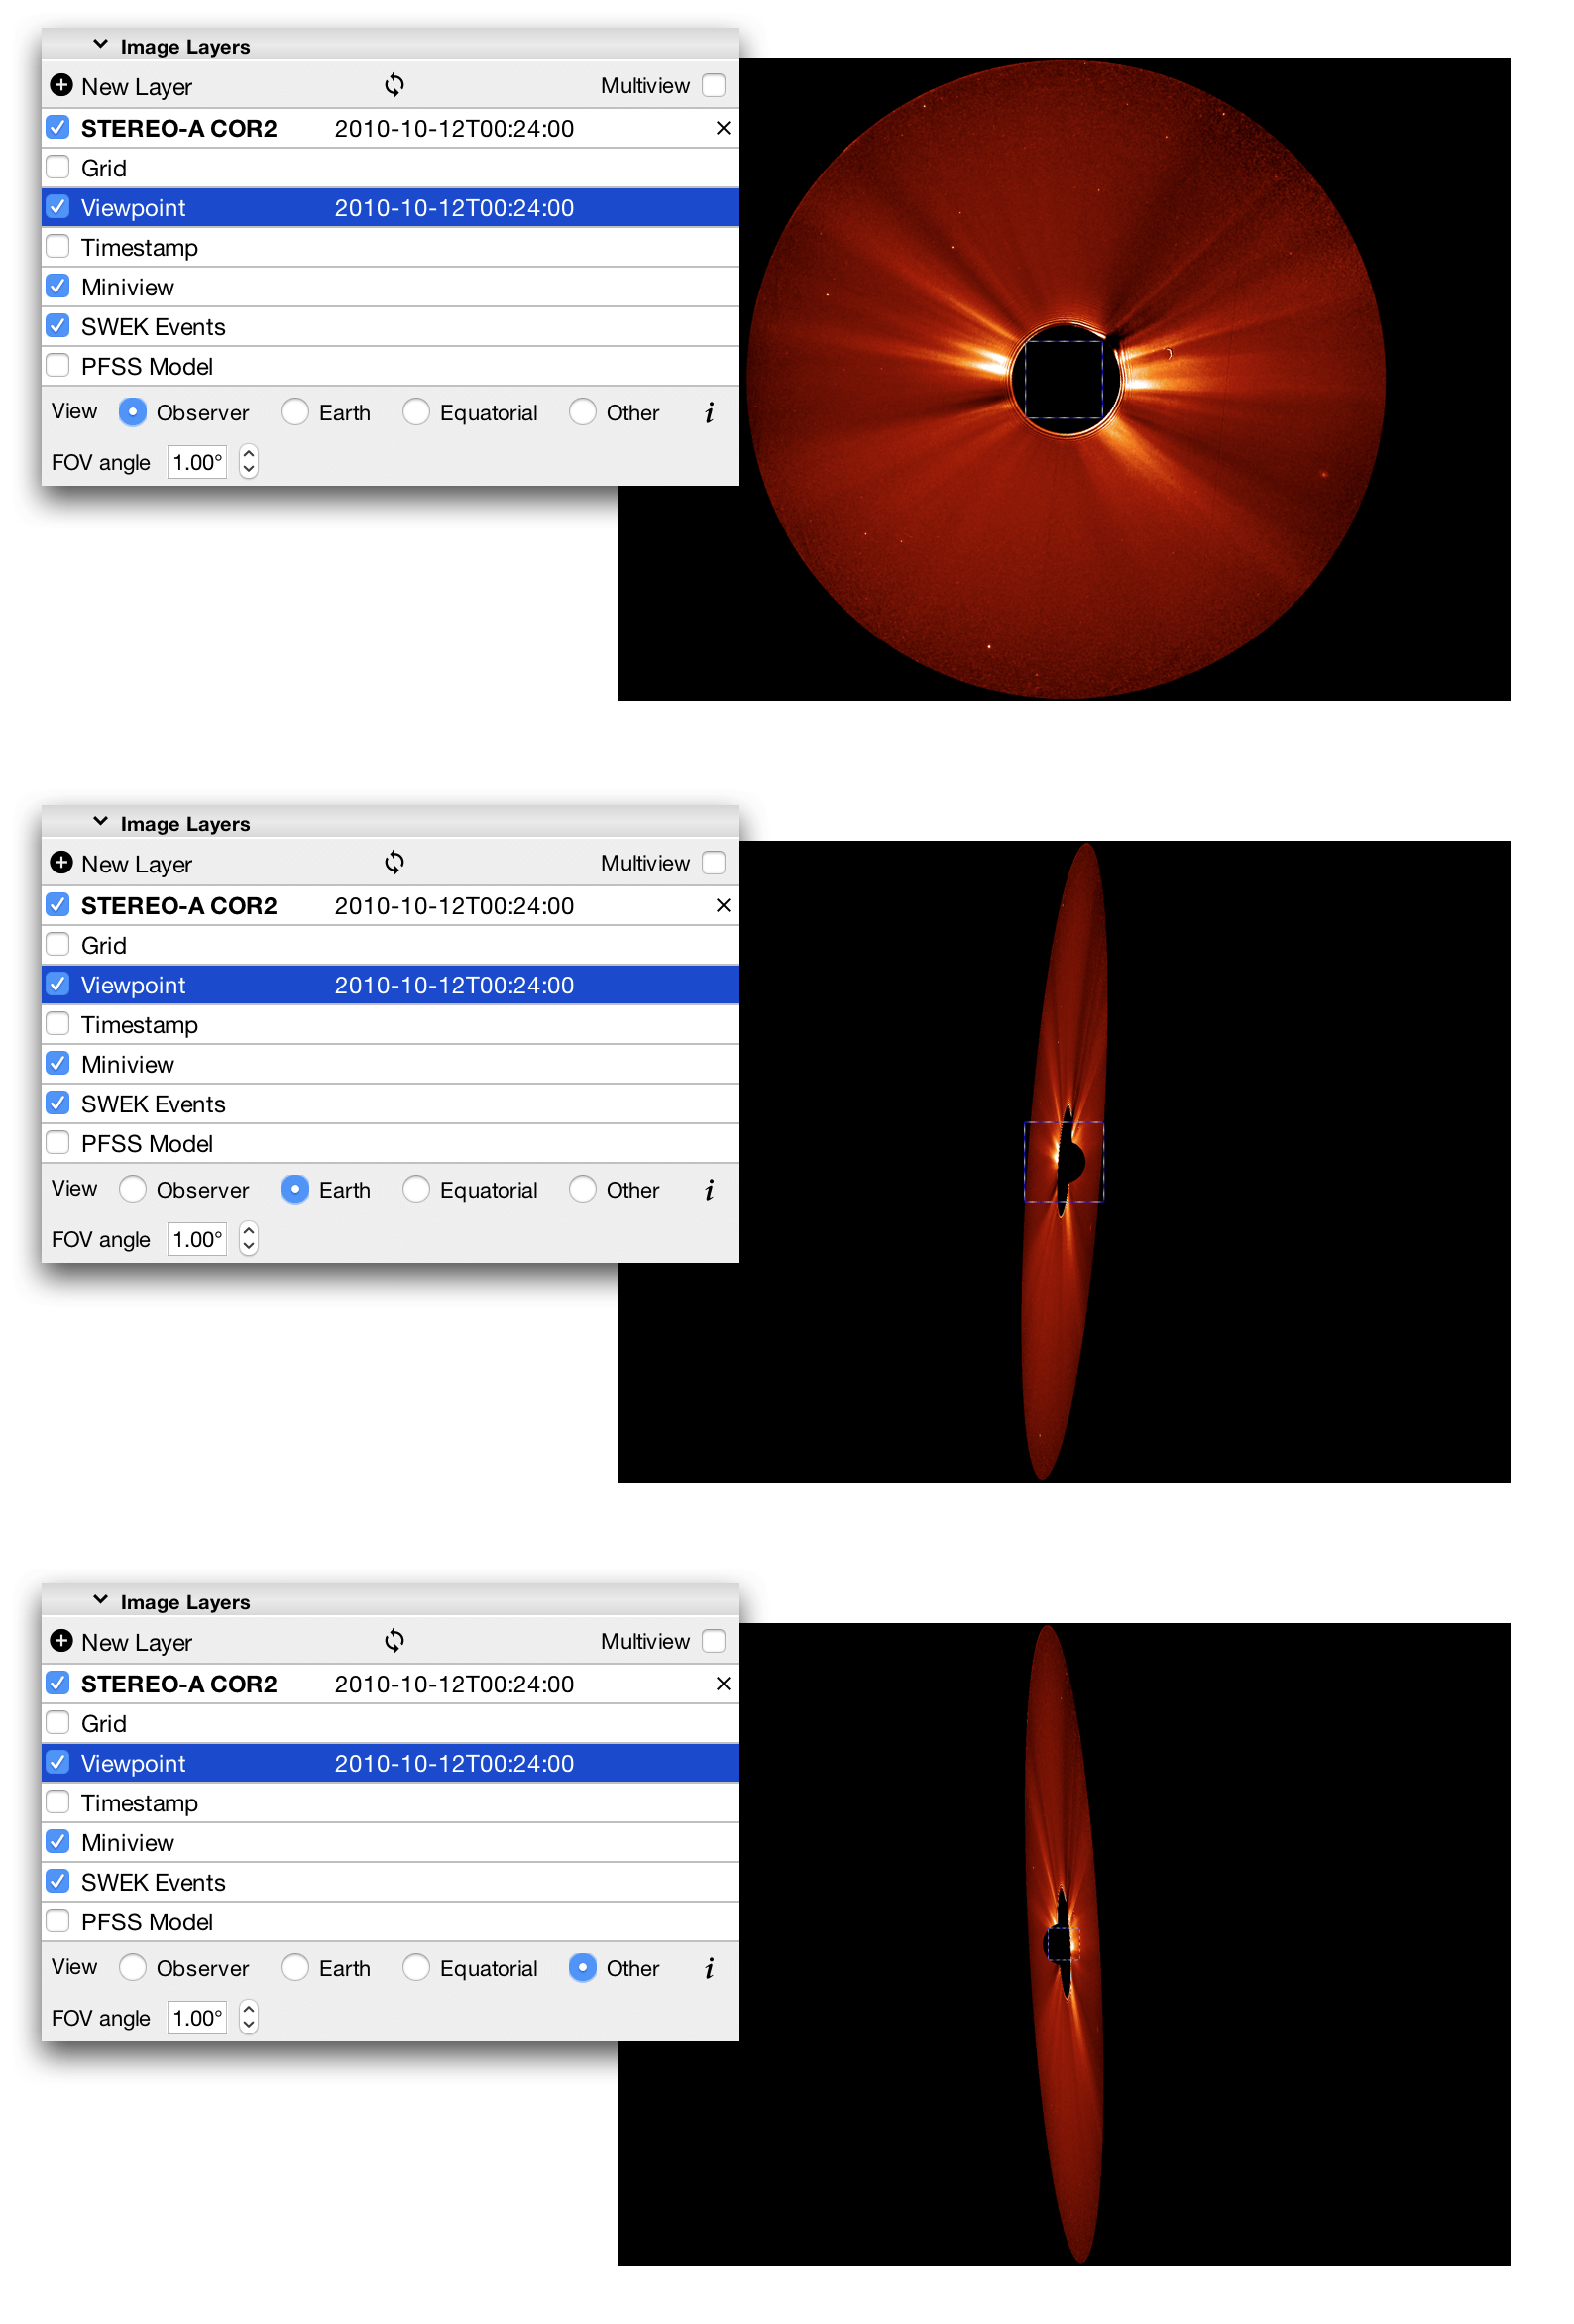 Image Layers
New Layer Multiview
STEREO-A COR2 2010-10-12T00:24:00
Grid
Viewpoint 2010-10-12T00:24:00
Timestamp
Miniview
SWEK Events
PFSS Model
View Observer Earth Equatorial Other i
FOV angle 1.00°
Image Layers
New Layer Multiview
STEREO-A COR2 2010-10-12T00:24:00
Grid
Viewpoint 2010-10-12T00:24:00
Timestamp
Miniview
SWEK Events
PFSS Model
View Observer Earth Equatorial Other i
FOV angle 1.00°
Image Layers
New Layer Multiview
STEREO-A COR2 2010-10-12T00:24:00
Grid
Viewpoint 2010-10-12T00:24:00
Timestamp
Miniview
SWEK Events
PFSS Model
View Observer Earth Equatorial Other i
FOV angle 1.00°